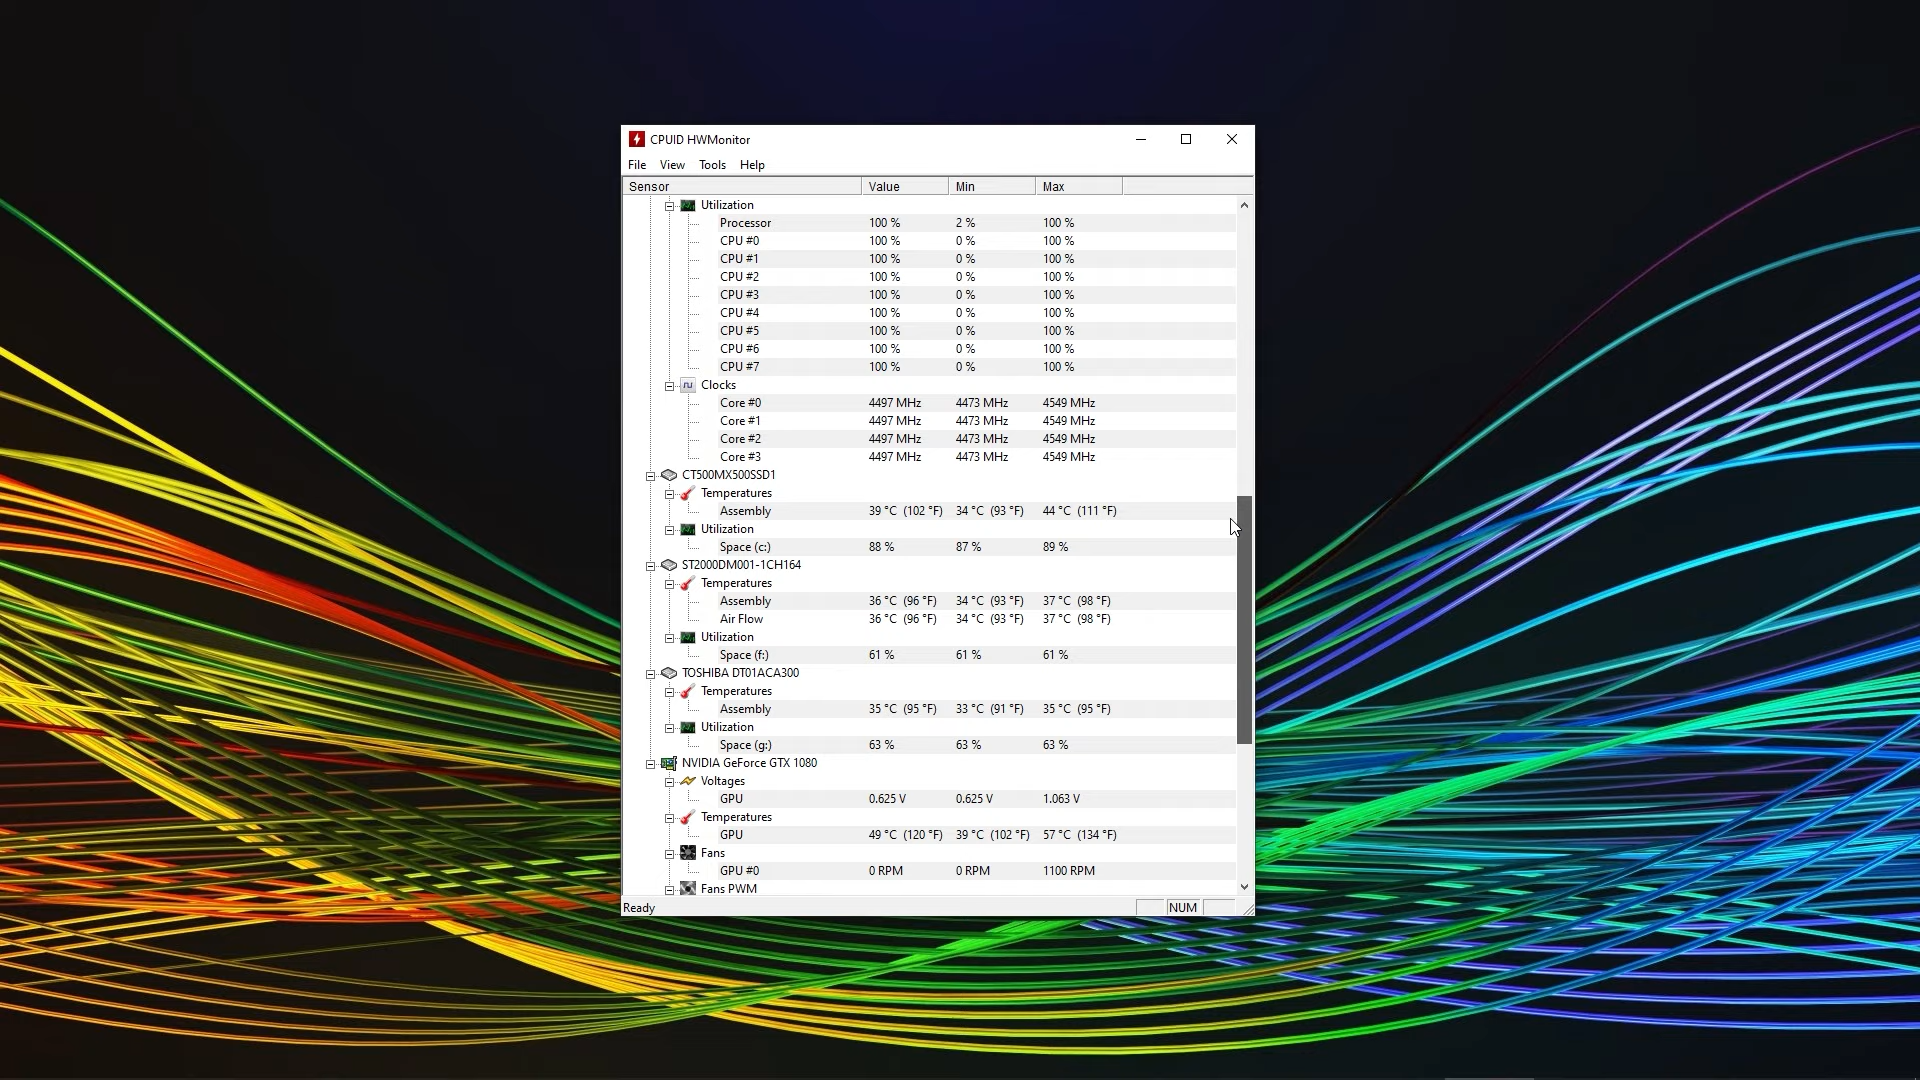 CPUID HWMonitor
File View Tools Help
Sensor Value Min Max
Utilization
Processor 100 % 2 % 100 %
CPU #0 100 % 0 % 100 %
CPU #1 100 % 0 % 100 %
CPU #2 100 % 0 % 100 %
CPU #3 100 % 0 % 100 %
CPU #4 100 % 0 % 100 %
CPU #5 100 % 0 % 100 %
CPU #6 100 % 0 % 100 %
CPU #7 100 % 0 % 100 %
Clocks
Core #0 4497 MHz 4473 MHz 4549 MHz
Core #1 4497 MHz 4473 MHz 4549 MHz
Core #2 4497 MHz 4473 MHz 4549 MHz
Core #3 4497 MHz 4473 MHz 4549 MHz
CT500MX500SSD1
Temperatures
Assembly 39 °C (102 °F) 34 °C (93 °F) 44 °C (111 °F)
Utilization
Space (c:) 88 % 87 % 89 %
ST2000DM001-1CH164
Temperatures
Assembly 36 °C (96 °F) 34 °C (93 °F) 37 °C (98 °F)
Air Flow 36 °C (96 °F) 34 °C (93 °F) 37 °C (98 °F)
Utilization
Space (f:) 61 % 61 % 61 %
TOSHIBA DT01ACA300
Temperatures
Assembly 35 °C (95 °F) 33 °C (91 °F) 35 °C (95 °F)
Utilization
Space (g:) 63 % 63 % 63 %
NVIDIA GeForce GTX 1080
Voltages
GPU 0.625 V 0.625 V 1.063 V
Temperatures
GPU 49 °C (120 °F) 39 °C (102 °F) 57 °C (134 °F)
Fans
GPU #0 0 RPM 0 RPM 1100 RPM
Fans PWM
Ready NUM